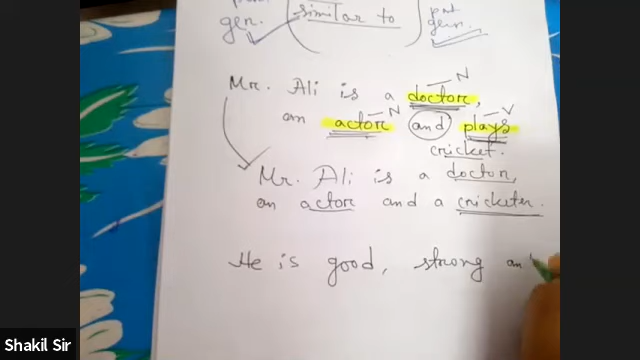 gen. similar to gen.
Mr. Ali is a doctor, N
an actor N and plays V
cricket.
Mr. Ali is a doctor,
an actor and a cricketer.
He is good, strong an
Shakil Sir